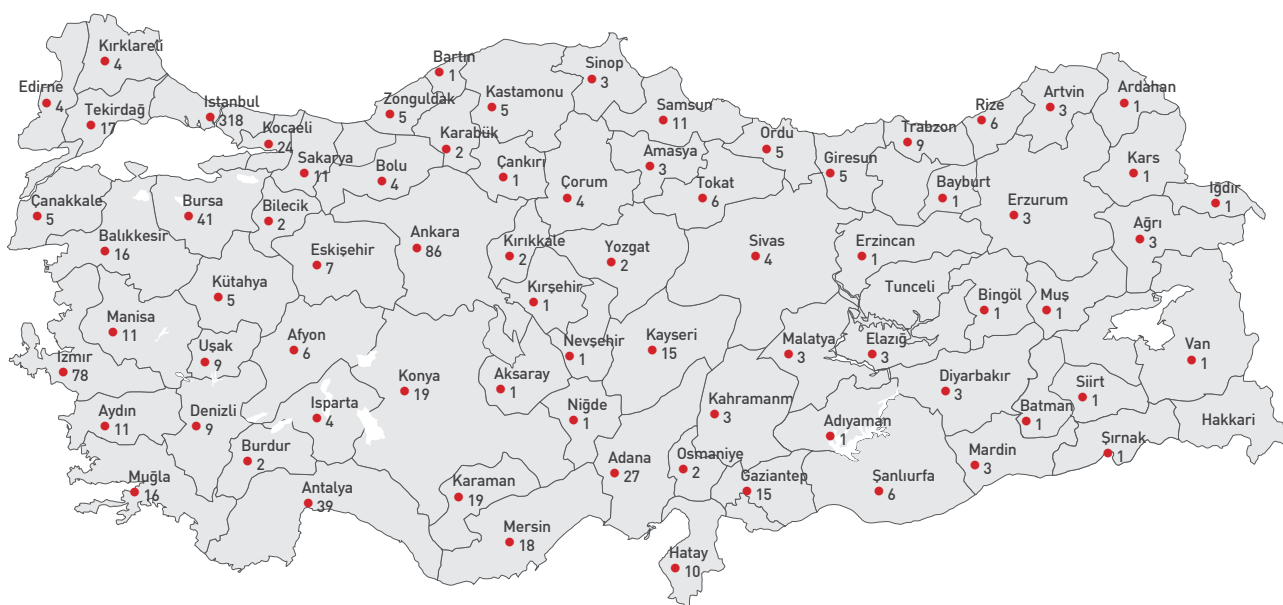 Kırklareli
4
Edirne
4
Tekirdağ
17
İstanbul
318
Kocaeli
24
Sakarya
11
Bartın
1
Zonguldak
5
Karabük
2
Bolu
4
Kastamonu
5
Çankırı
1
Sinop
3
Samsun
11
Amasya
3
Çorum
4
Tokat
6
Ordu
5
Giresun
5
Trabzon
9
Rize
6
Artvin
3
Ardahan
1
Kars
1
Iğdır
1
Bayburt
1
Erzurum
3
Ağrı
3
Çanakkale
5
Bursa
41
Bilecik
2
Balıkkesir
16
Kütahya
5
Eskişehir
7
Ankara
86
Kırıkkale
2
Kırşehir
1
Yozgat
2
Sivas
4
Erzincan
1
Tunceli
Bingöl
1
Muş
1
Manisa
11
İzmir
78
Uşak
9
Afyon
6
Konya
19
Aksaray
1
Nevşehir
1
Kayseri
15
Malatya
3
Elazığ
3
Diyarbakır
3
Batman
1
Siirt
1
Van
1
Hakkari
Şırnak
1
Mardin
3
Aydın
11
Denizli
9
Isparta
4
Burdur
2
Muğla
16
Antalya
39
Karaman
19
Mersin
18
Niğde
1
Adana
27
Kahramanm
3
Osmaniye
2
Gaziantep
15
Adıyaman
1
Şanlıurfa
6
Hatay
10